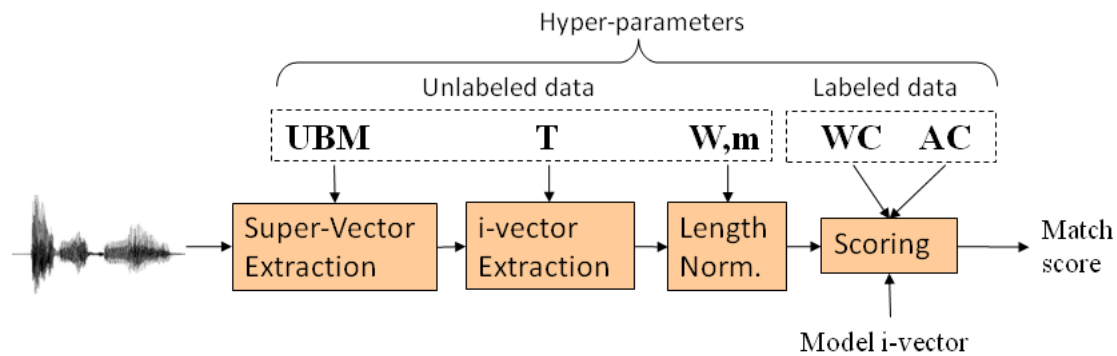 Hyper-parameters
Unlabeled data
Labeled data
UBM
T
W,m
WC
AC
Super-Vector
Extraction
i-vector
Extraction
Length
Norm.
Scoring
Match
score
Model i-vector